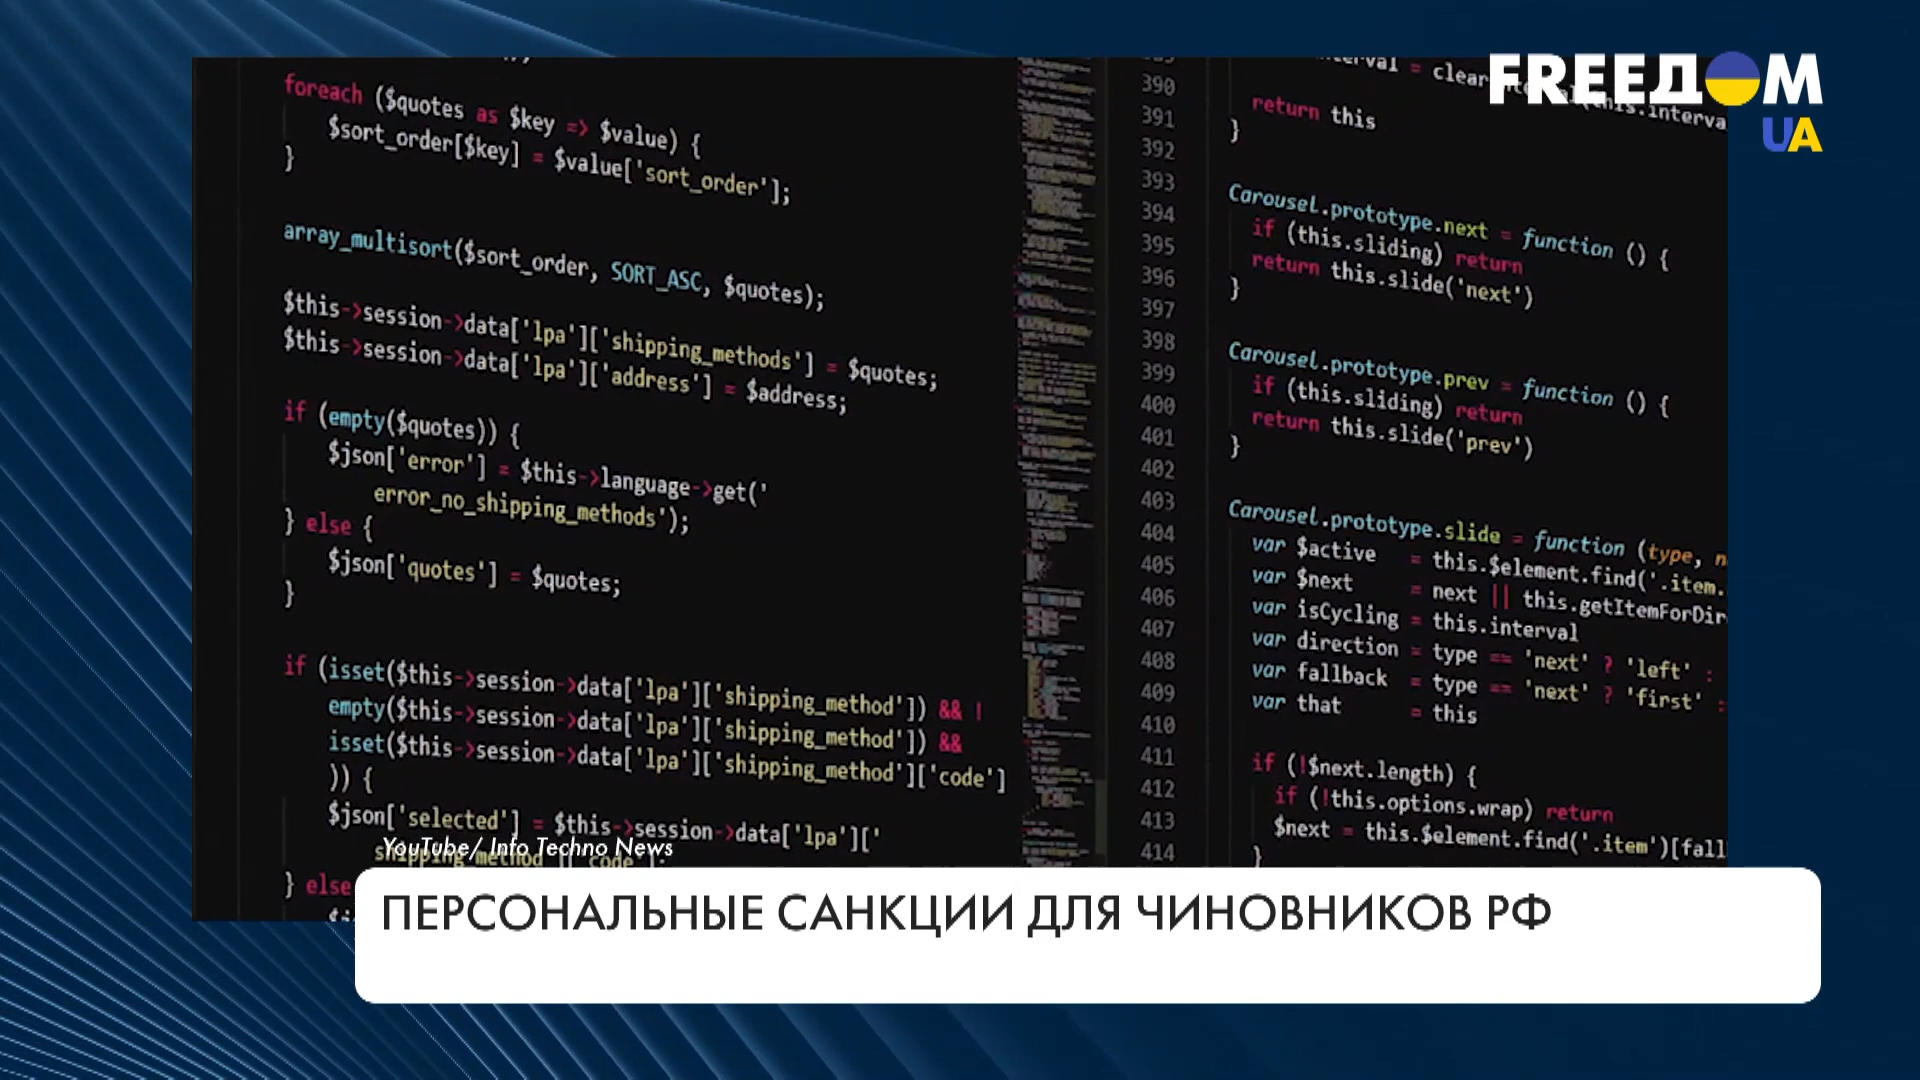 FREEДOM
UA
foreach ($quotes as $key => $value) {
$sort_order[$key] = $value['sort_order'];
}
array_multisort($sort_order, SORT_ASC, $quotes);
$this->session->data['lpa']['shipping_methods'] = $quotes;
$this->session->data['lpa']['address'] = $address;
if (empty($quotes)) {
$json['error'] = $this->language->get('
error_no_shipping_methods');
} else {
$json['quotes'] = $quotes;
}
if (isset($this->session->data['lpa']['shipping_method']) && !
empty($this->session->data['lpa']['shipping_method']) &&
isset($this->session->data['lpa']['shipping_method']['code']
)) {
$json['selected'] = $this->session->data['lpa']['
shipping_method']['code'];
} else
390
391
392
393
394
395
396
397
398
399
400
401
402
403
404
405
406
407
408
409
410
411
412
413
414
= clear
return this
}
Carousel.prototype.next = function () {
if (this.sliding) return
return this.slide('next')
}
Carousel.prototype.prev = function () {
if (this.sliding) return
return this.slide('prev')
}
Carousel.prototype.slide = function (type, n
var $active = this.$element.find('.item.
var $next = next || this.getItemForDir
var isCycling = this.interval
var direction = type == 'next' ? 'left' :
var fallback = type == 'next' ? 'first' :
var that = this
if (!$next.length) {
if (!this.options.wrap) return
$next = this.$element.find('.item')[fall
}
YouTube/ Info Techno News
ПЕРСОНАЛЬНЫЕ САНКЦИИ ДЛЯ ЧИНОВНИКОВ РФ